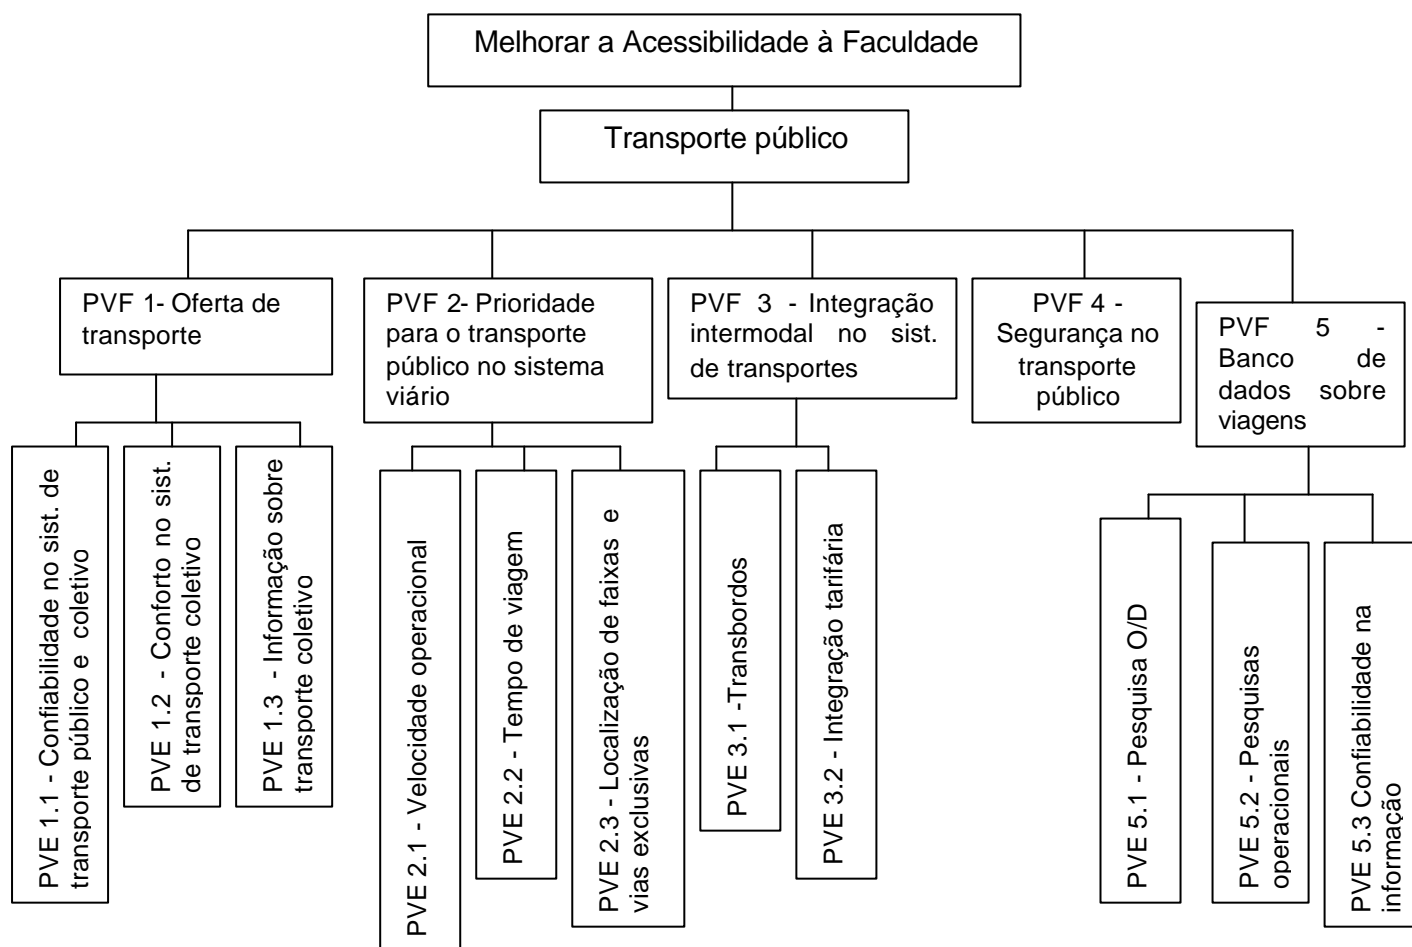 Melhorar a Acessibilidade à Faculdade
Transporte público
PVF 1- Oferta de
transporte
PVF 2- Prioridade
para o transporte
público no sistema
viário
PVF 3 - Integração
intermodal no sist.
de transportes
PVF 4 -
Segurança no
transporte
público
PVF 5 -
Banco de
dados sobre
viagens
PVE 1.1 - Confiabilidade no sist. de
transporte público e coletivo
PVE 1.2 - Conforto no sist.
de transporte coletivo
PVE 1.3 - Informação sobre
transporte coletivo
PVE 2.1 - Velocidade operacional
PVE 2.2 - Tempo de viagem
PVE 2.3 - Localização de faixas e
vias exclusivas
PVE 3.1 -Transbordos
PVE 3.2 - Integração tarifária
PVE 5.1 - Pesquisa O/D
PVE 5.2 - Pesquisas
operacionais
PVE 5.3 Confiabilidade na
informação